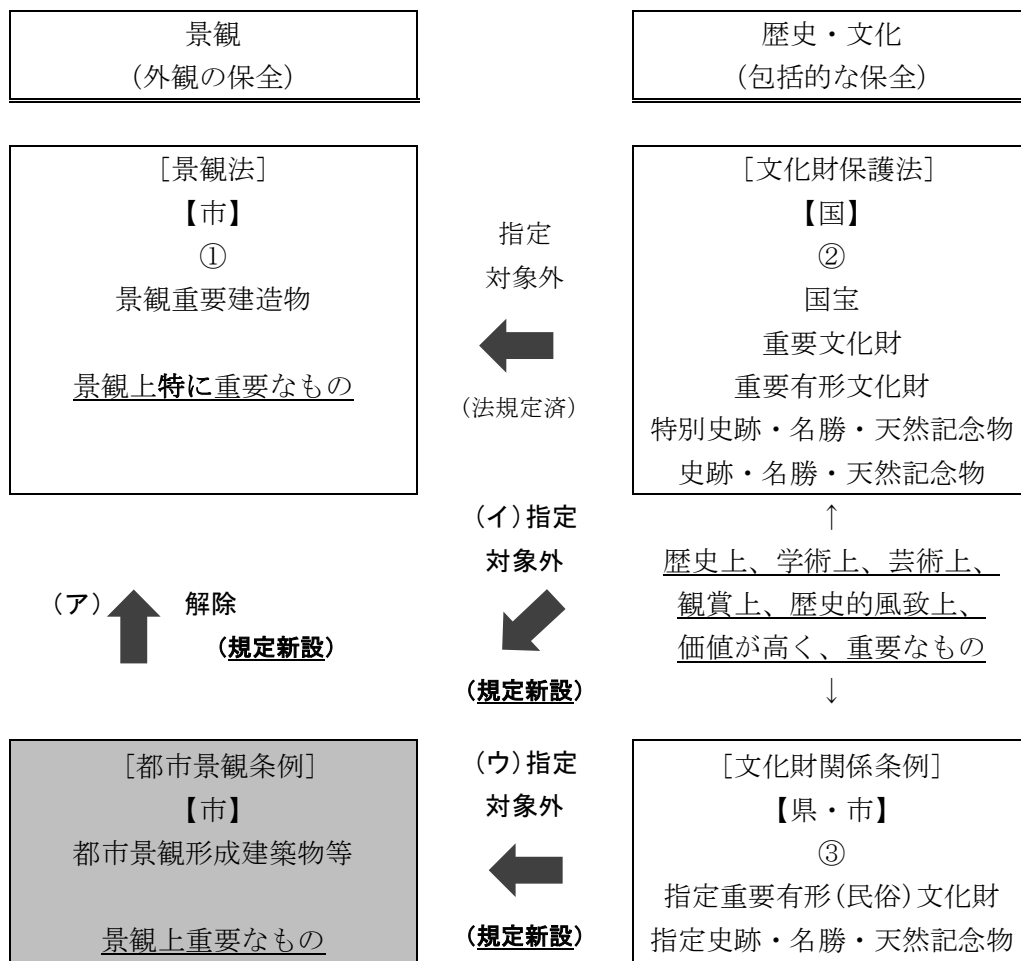 景観
(外観の保全)
歴史・文化
(包括的な保全)
[景観法]
【市】
①
景観重要建造物
景観上特に重要なもの
指定
対象外
(法規定済)
[文化財保護法]
【国】
②
国宝
重要文化財
重要有形文化財
特別史跡・名勝・天然記念物
史跡・名勝・天然記念物
(ア) 解除
(規定新設)
(イ)指定
対象外
(規定新設)
↑
歴史上、学術上、芸術上、
観賞上、歴史的風致上、
価値が高く、重要なもの
↓
[都市景観条例]
【市】
都市景観形成建築物等
景観上重要なもの
(ウ)指定
対象外
(規定新設)
[文化財関係条例]
【県・市】
③
指定重要有形(民俗)文化財
指定史跡・名勝・天然記念物